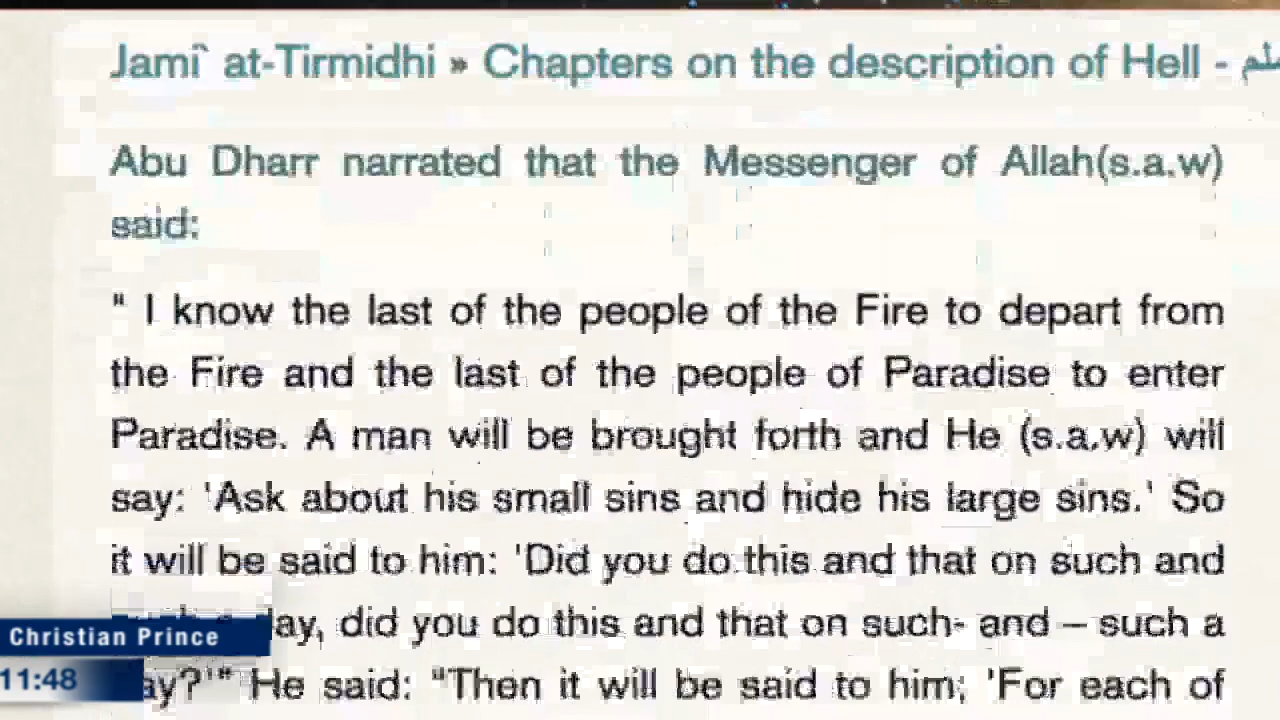 Jami` at-Tirmidhi » Chapters on the description of Hell -
Abu Dharr narrated that the Messenger of Allah(s.a.w)
said:
" I know the last of the people of the Fire to depart from
the Fire and the last of the people of Paradise to enter
Paradise. A man will be brought forth and He (s.a.w) will
say: 'Ask about his small sins and hide his large sins.' So
it will be said to him: 'Did you do this and that on such and
day, did you do this and that on such- and – such a
Christian Prince
ay?'" He said: "Then it will be said to him; 'For each of
11:48